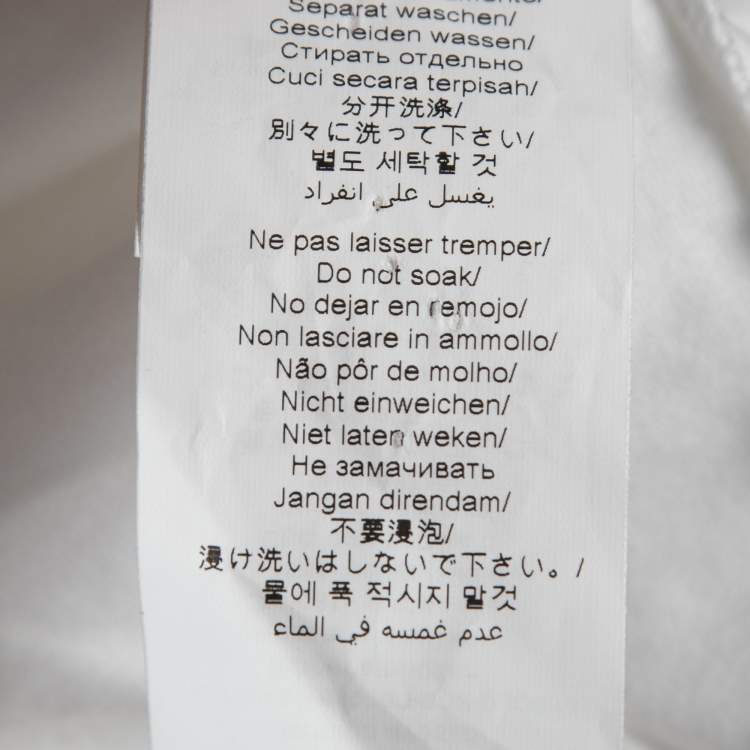 Separat waschen/
Gescheiden wassen/
Стирать отдельно
Cuci secara terpisah/
分开洗涤/
別々に洗って下さい/
별도 세탁할 것
يغسل على انفراد
Ne pas laisser tremper/
Do not soak/
No dejar en remojo/
Non lasciare in ammollo/
Não pôr de molho/
Nicht einweichen/
Niet laten weken/
Не замачивать
Jangan direndam/
不要浸泡/
浸け洗いはしないで下さい。/
물에 푹 적시지 말것
عدم غمسه في الماء